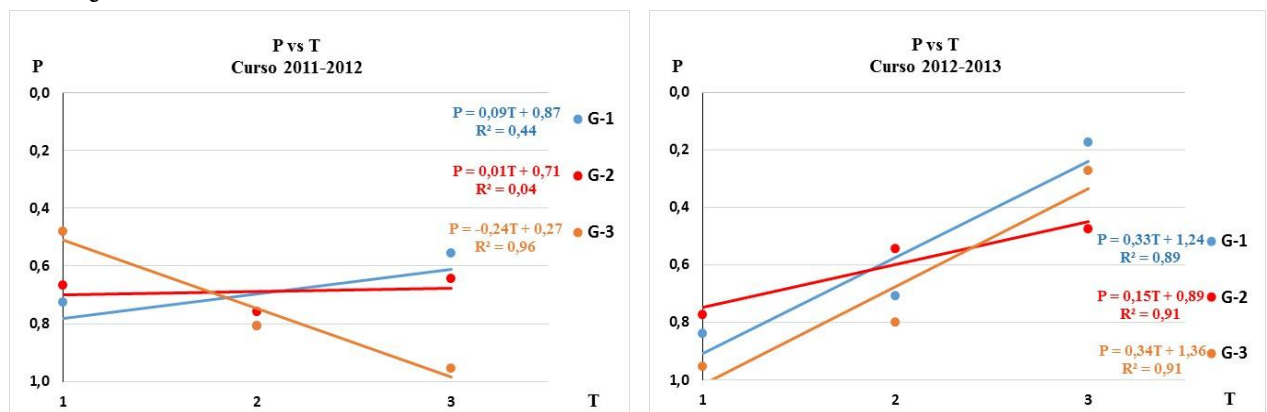 P vs T
Curso 2011-2012
P
0,0
0,2
0,4
0,6
0,8
1,0
1
2
3
T
P = 0,09T + 0,87
R² = 0,44
G-1
P = 0,01T + 0,71
R² = 0,04
G-2
P = -0,24T + 0,27
R² = 0,96
G-3
P vs T
Curso 2012-2013
P
0,0
0,2
0,4
0,6
0,8
1,0
1
2
3
T
P = 0,33T + 1,24
R² = 0,89
G-1
P = 0,15T + 0,89
R² = 0,91
G-2
P = 0,34T + 1,36
R² = 0,91
G-3